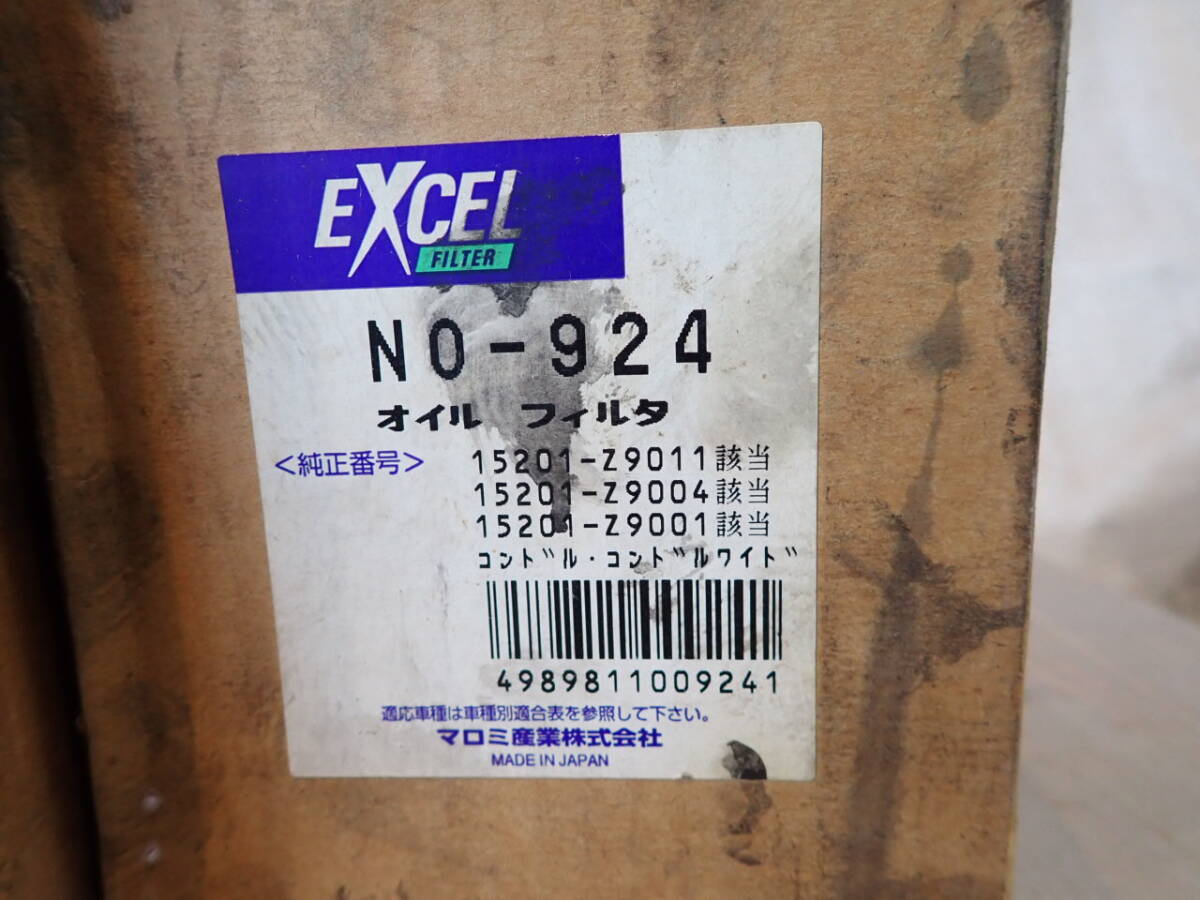 EXCEL
FILTER
NO-924
オイル フィルタ
<純正番号> 15201-Z9011該当
15201-Z9004該当
15201-Z9001該当
コンドル・コンドルワイド
4989811009241
適応車種は車種別適合表を参照して下さい。
マロミ産業株式会社
MADE IN JAPAN